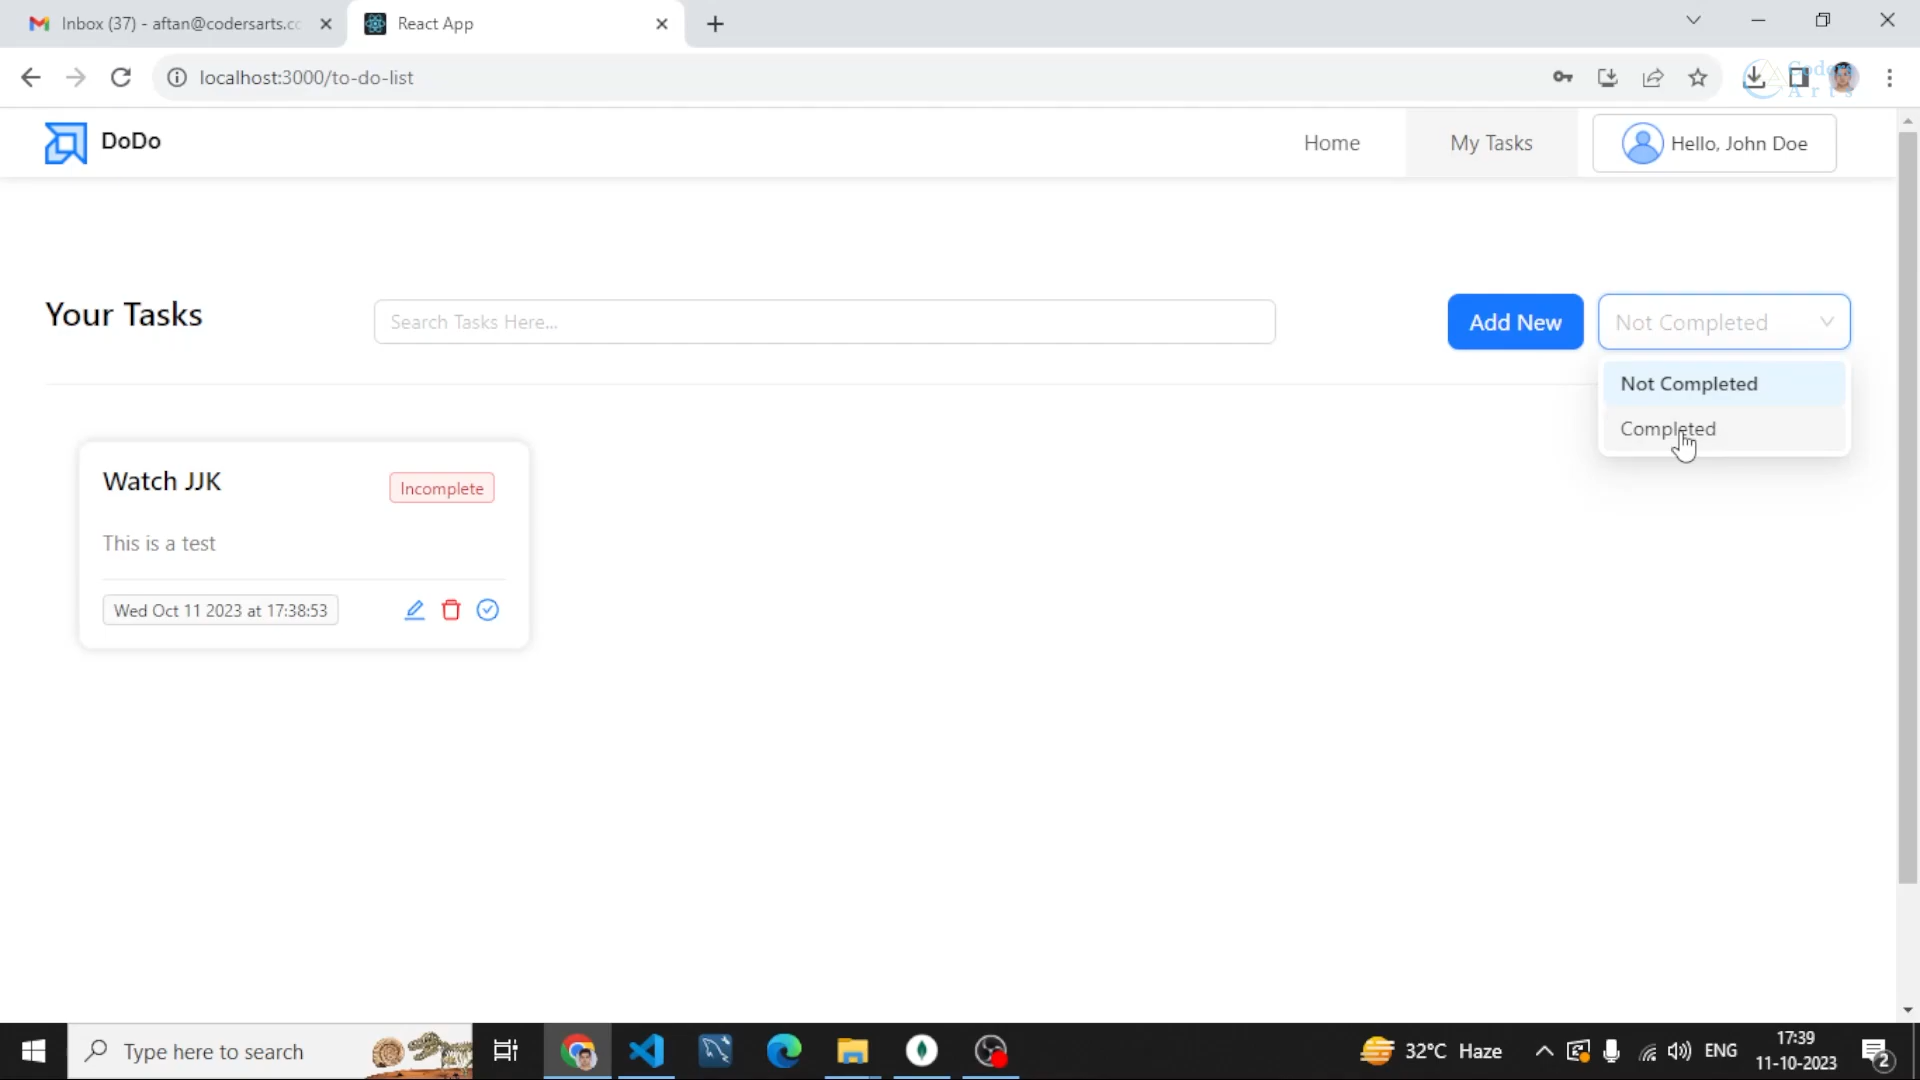 Inbox (37) - aftan@codersarts.cc
React App
localhost:3000/to-do-list
Coders
Arts
DoDo
Home
My Tasks
Hello, John Doe
Your Tasks
Search Tasks Here...
Add New
Not Completed
Not Completed
Completed
Watch JJK
Incomplete
This is a test
Wed Oct 11 2023 at 17:38:53
Type here to search
32°C Haze
ENG
17:39
11-10-2023
2